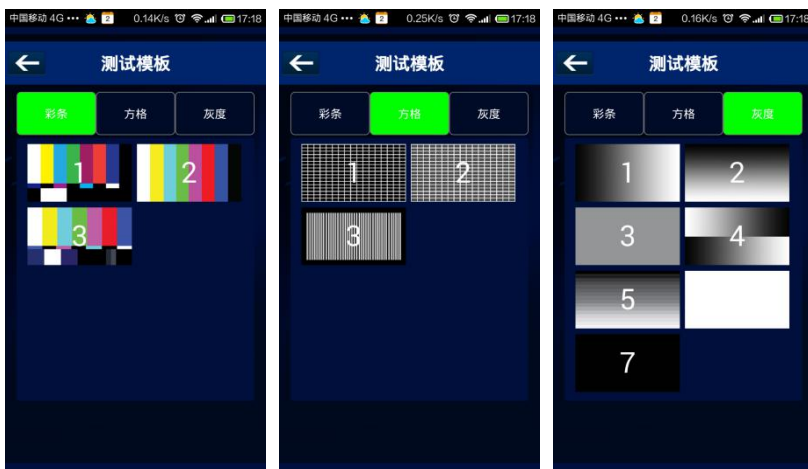 中国移动 4G ••• 2 0.14K/s 17:18
测试模板
彩条 方格 灰度
1 2
3
中国移动 4G ••• 2 0.25K/s 17:18
测试模板
彩条 方格 灰度
1 2
3
中国移动 4G ••• 2 0.16K/s 17:18
测试模板
彩条 方格 灰度
1 2
3 4
5
7